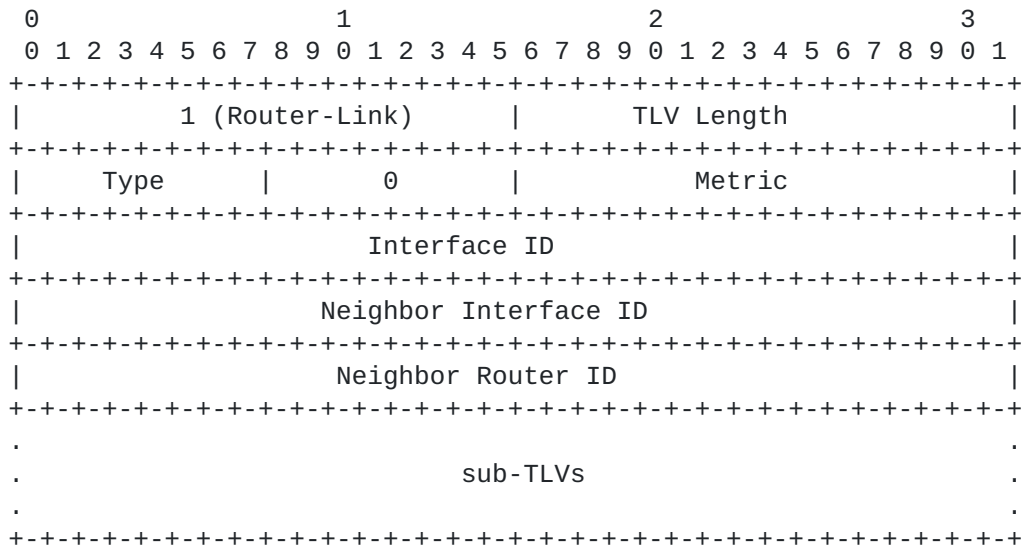 0                   1                   2                   3
 0 1 2 3 4 5 6 7 8 9 0 1 2 3 4 5 6 7 8 9 0 1 2 3 4 5 6 7 8 9 0 1
+-+-+-+-+-+-+-+-+-+-+-+-+-+-+-+-+-+-+-+-+-+-+-+-+-+-+-+-+-+-+-+-+
|          1 (Router-Link)      |       TLV Length              |
+-+-+-+-+-+-+-+-+-+-+-+-+-+-+-+-+-+-+-+-+-+-+-+-+-+-+-+-+-+-+-+-+
|     Type      |       0       |           Metric              |
+-+-+-+-+-+-+-+-+-+-+-+-+-+-+-+-+-+-+-+-+-+-+-+-+-+-+-+-+-+-+-+-+
|                      Interface ID                             |
+-+-+-+-+-+-+-+-+-+-+-+-+-+-+-+-+-+-+-+-+-+-+-+-+-+-+-+-+-+-+-+-+
|                   Neighbor Interface ID                       |
+-+-+-+-+-+-+-+-+-+-+-+-+-+-+-+-+-+-+-+-+-+-+-+-+-+-+-+-+-+-+-+-+
|                    Neighbor Router ID                         |
+-+-+-+-+-+-+-+-+-+-+-+-+-+-+-+-+-+-+-+-+-+-+-+-+-+-+-+-+-+-+-+-+
.                                                               .
.                            sub-TLVs                           .
.                                                               .
+-+-+-+-+-+-+-+-+-+-+-+-+-+-+-+-+-+-+-+-+-+-+-+-+-+-+-+-+-+-+-+-+